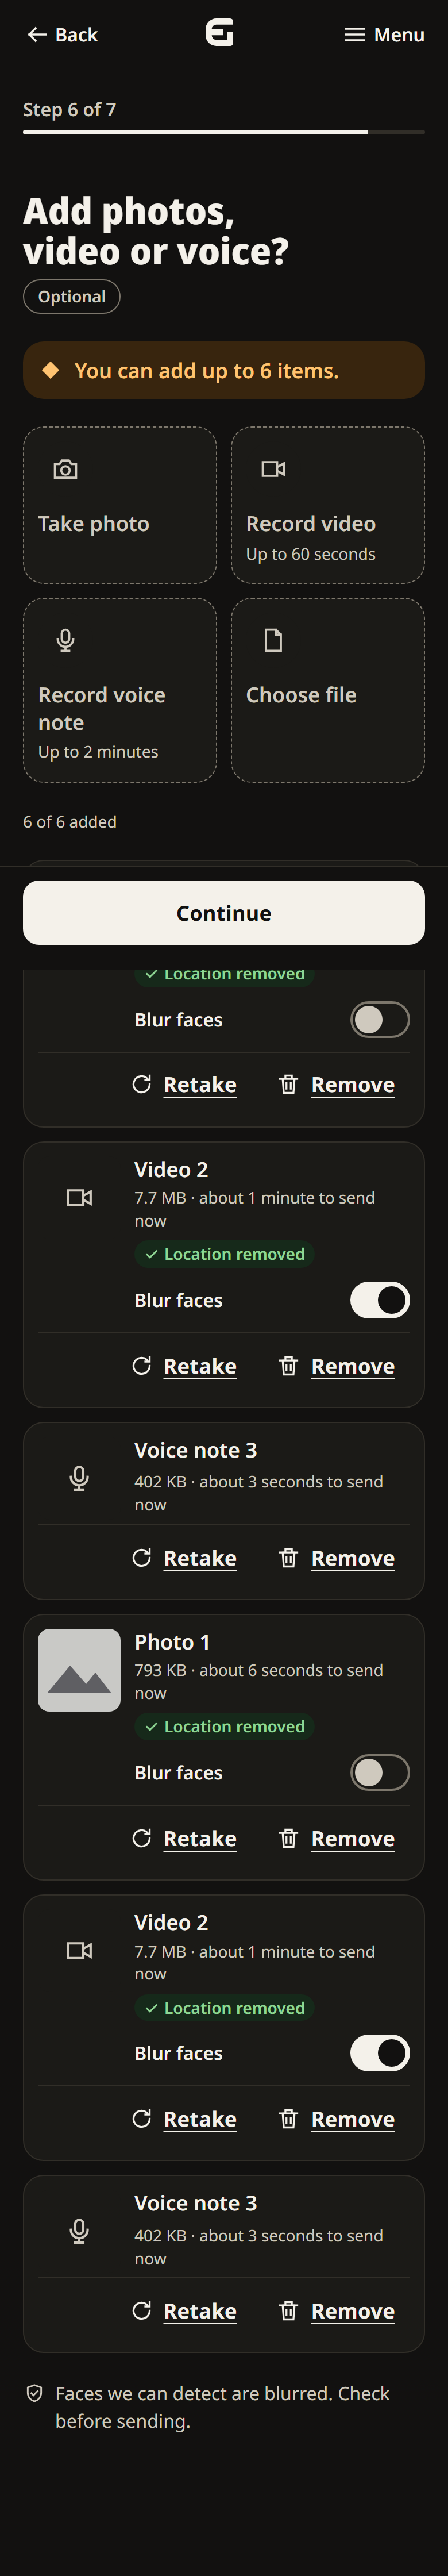 Back
Menu
Step 6 of 7
Add photos,
video or voice?
Optional
You can add up to 6 items.
Take photo
Record video
Up to 60 seconds
Record voice
note
Up to 2 minutes
Choose file
6 of 6 added
Continue
Location removed
Blur faces
Retake
Remove
Video 2
7.7 MB · about 1 minute to send
now
Location removed
Blur faces
Retake
Remove
Voice note 3
402 KB · about 3 seconds to send
now
Retake
Remove
Photo 1
793 KB · about 6 seconds to send
now
Location removed
Blur faces
Retake
Remove
Video 2
7.7 MB · about 1 minute to send
now
Location removed
Blur faces
Retake
Remove
Voice note 3
402 KB · about 3 seconds to send
now
Retake
Remove
Faces we can detect are blurred. Check
before sending.